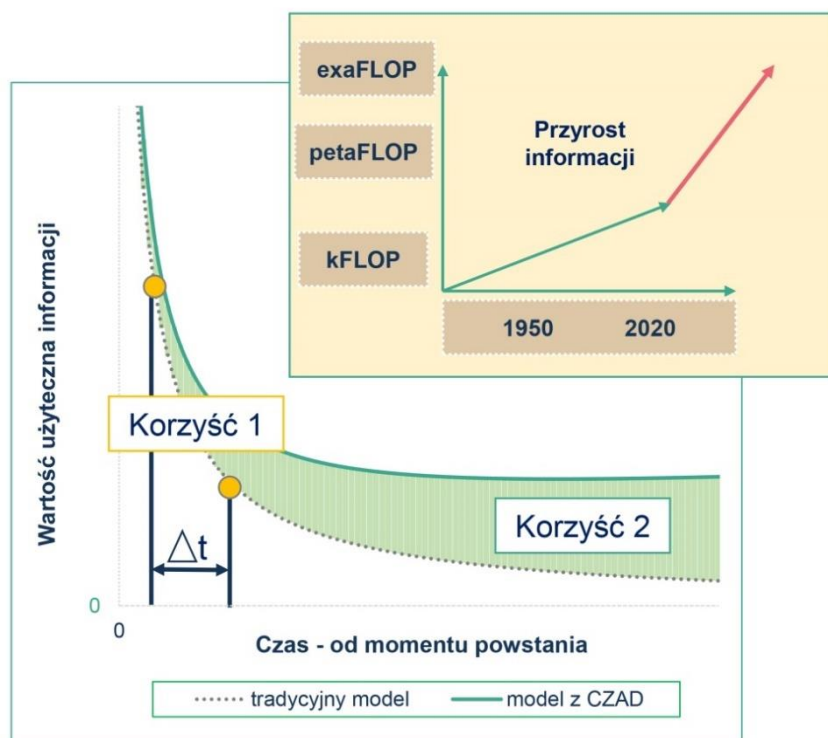 exaFLOP
petaFLOP
kFLOP
Przyrost
informacji
1950 2020
Wartość użyteczna informacji
Korzyść 1
Korzyść 2
△t
0
0
Czas - od momentu powstania
tradycyjny model
model z CZAD